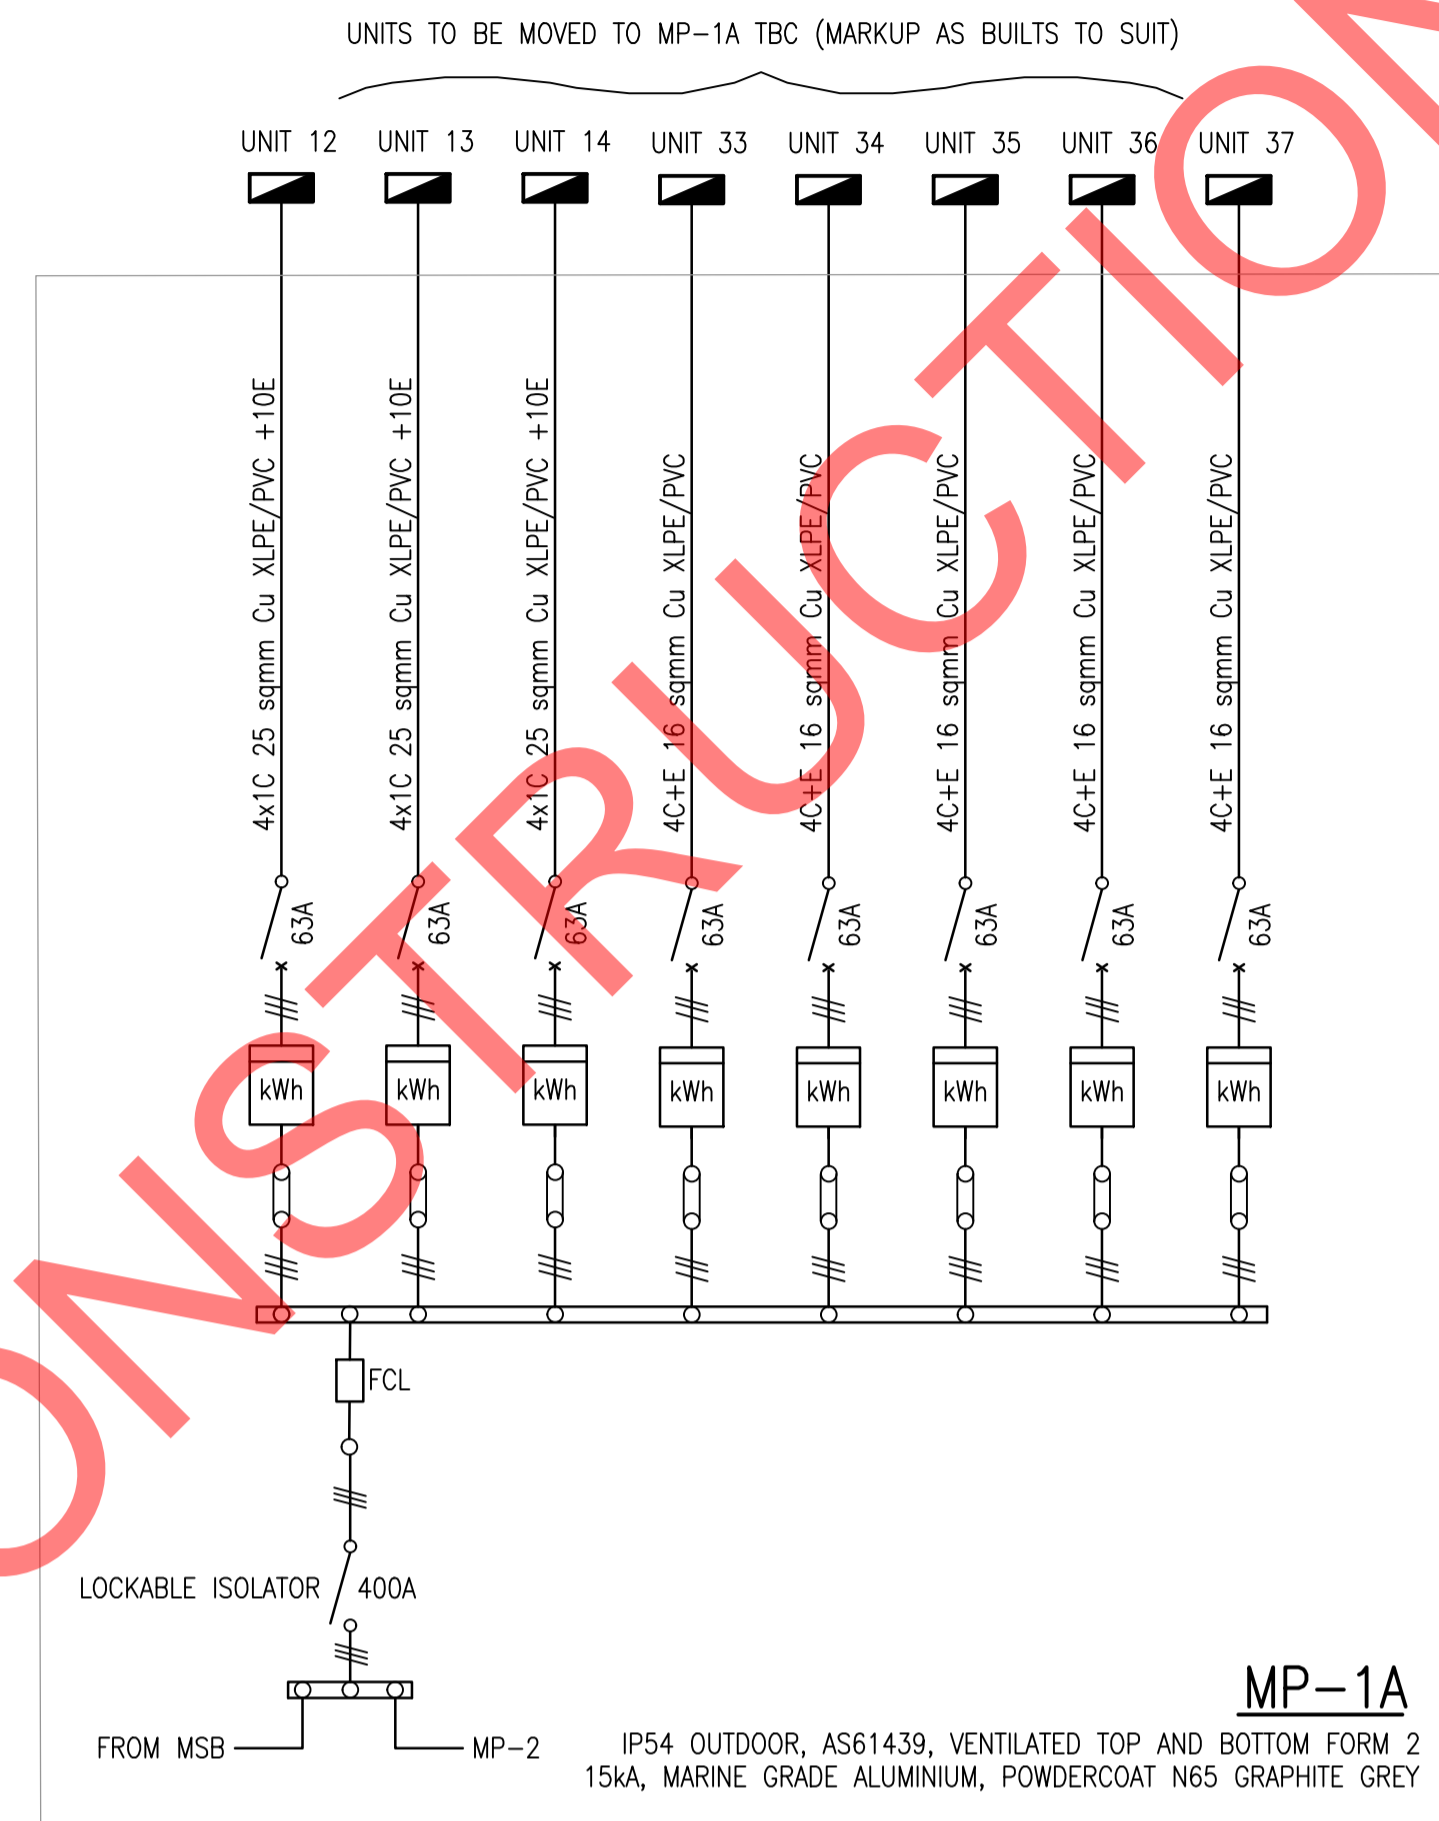 UNITS TO BE MOVED TO MP-1A TBC (MARKUP AS BUILTS TO SUIT)
UNIT 12
UNIT 13
UNIT 14
UNIT 33
UNIT 34
UNIT 35
UNIT 36
UNIT 37
4x1C 25 sqmm Cu XLPE/PVC +10E
4x1C 25 sqmm Cu XLPE/PVC +10E
4x1C 25 sqmm Cu XLPE/PVC +10E
4C+E 16 sqmm Cu XLPE/PVC
4C+E 16 sqmm Cu XLPE/PVC
4C+E 16 sqmm Cu XLPE/PVC
4C+E 16 sqmm Cu XLPE/PVC
4C+E 16 sqmm Cu XLPE/PVC
63A
63A
63A
63A
63A
63A
63A
63A
kWh
kWh
kWh
kWh
kWh
kWh
kWh
kWh
FCL
LOCKABLE ISOLATOR
400A
FROM MSB
MP-2
MP-1A
IP54 OUTDOOR, AS61439, VENTILATED TOP AND BOTTOM FORM 2
15kA, MARINE GRADE ALUMINIUM, POWDERCOAT N65 GRAPHITE GREY
ONSTRUCTION